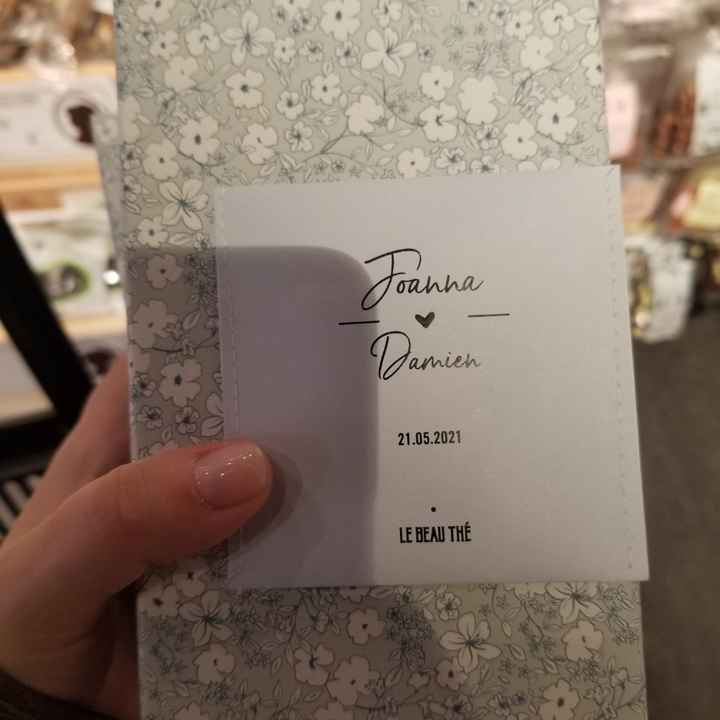 Joanna
Damien
21.05.2021
LE BEAU THÉ